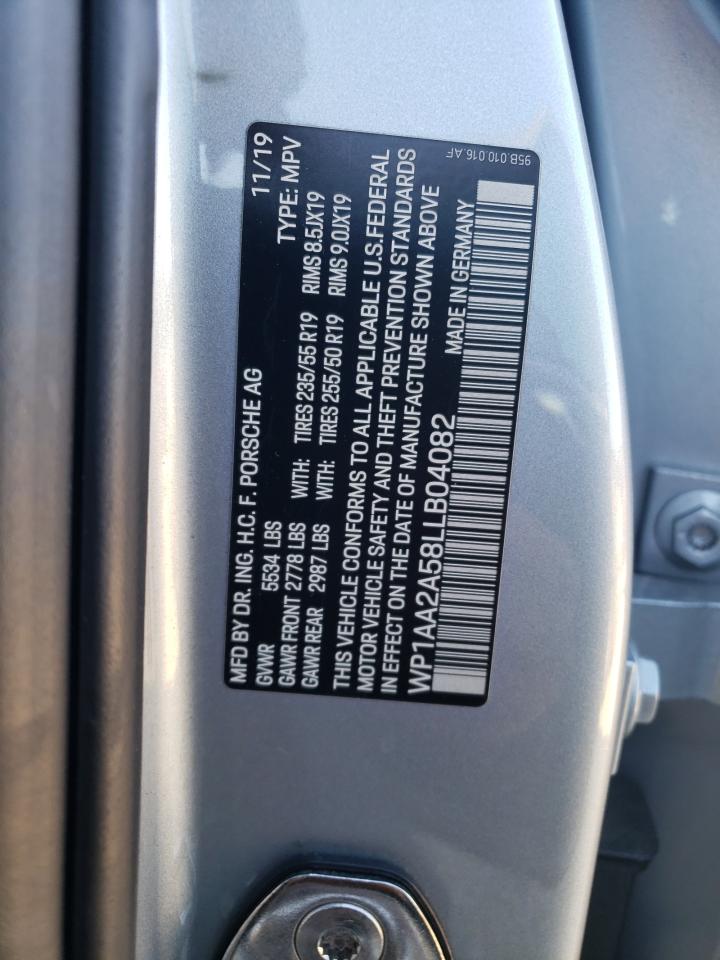 95B.010.016.AF
MFD BY DR. ING. H.C. F. PORSCHE AG 11/19
GVWR 5534 LBS TYPE: MPV
GAWR FRONT 2778 LBS WITH: TIRES 235/55 R19 RIMS 8.5JX19
GAWR REAR 2987 LBS WITH: TIRES 255/50 R19 RIMS 9.0JX19
THIS VEHICLE CONFORMS TO ALL APPLICABLE U.S.FEDERAL
MOTOR VEHICLE SAFETY AND THEFT PREVENTION STANDARDS
IN EFFECT ON THE DATE OF MANUFACTURE SHOWN ABOVE
WP1AA2A58LLB04082 MADE IN GERMANY